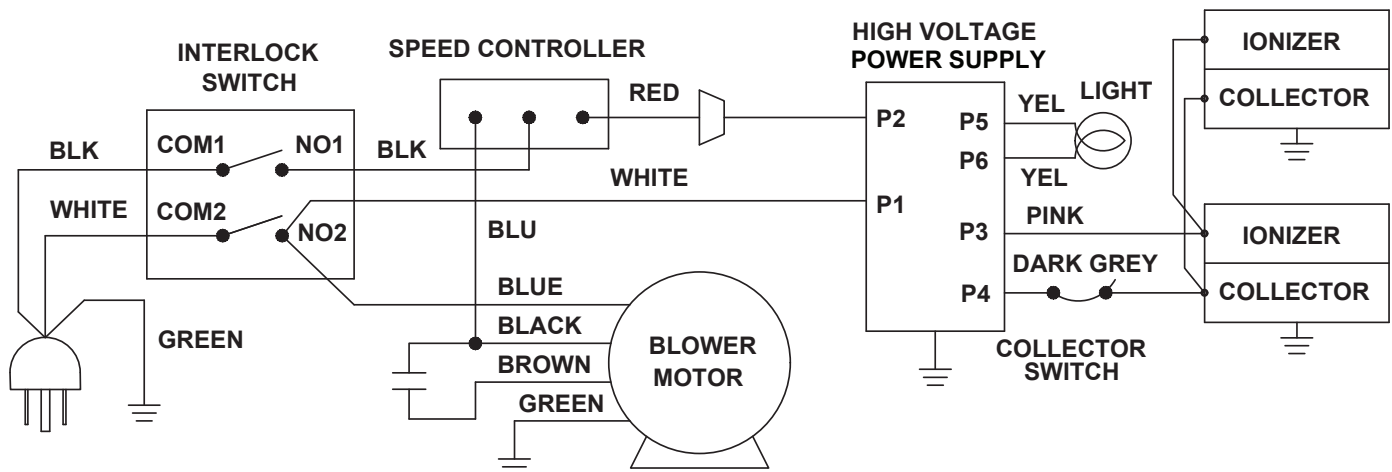 INTERLOCK
SWITCH
SPEED CONTROLLER
HIGH VOLTAGE
POWER SUPPLY
RED
YEL
LIGHT
IONIZER
COLLECTOR
BLK
COM1
NO1
BLK
P2
P5
P6
WHITE
COM2
NO2
WHITE
P1
YEL
BLU
P3
PINK
IONIZER
DARK GREY
P4
COLLECTOR
GREEN
BLUE
BLACK
BROWN
GREEN
BLOWER
MOTOR
COLLECTOR
SWITCH